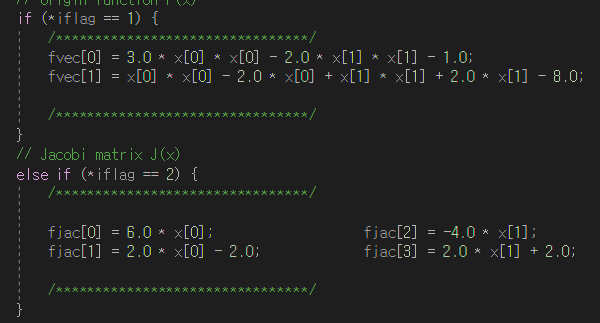 // origin function F(x)
if (*iflag == 1) {
/********************************/
fvec[0] = 3.0 * x[0] * x[0] - 2.0 * x[1] * x[1] - 1.0;
fvec[1] = x[0] * x[0] - 2.0 * x[0] + x[1] * x[1] + 2.0 * x[1] - 8.0;
/********************************/
}
// Jacobi matrix J(x)
else if (*iflag == 2) {
/********************************/
fjac[0] = 6.0 * x[0]; fjac[2] = -4.0 * x[1];
fjac[1] = 2.0 * x[0] - 2.0; fjac[3] = 2.0 * x[1] + 2.0;
/********************************/
}